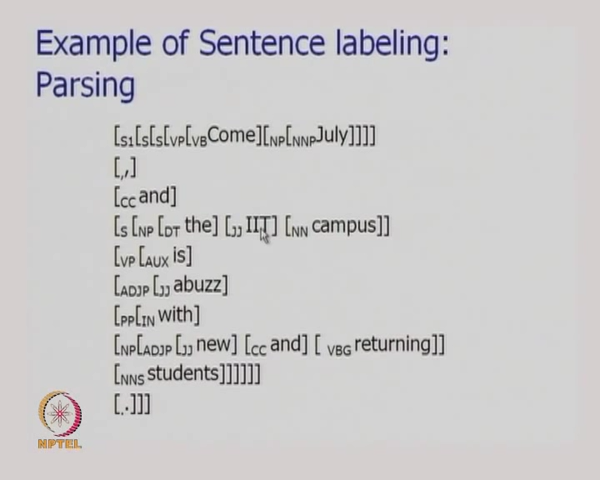 Example of Sentence labeling:
Parsing
[S1[S[S[VP[VBCome][NP[NNPJuly]]]]
[,]
[CC and]
[S [NP [DT the] [JJ IIT] [NN campus]]
[VP [AUX is]
[ADJP [JJ abuzz]
[PP[IN with]
[NP[ADJP [JJ new] [CC and] [ VBG returning]]
[NNS students]]]]]]
[.]]]
NPTEL